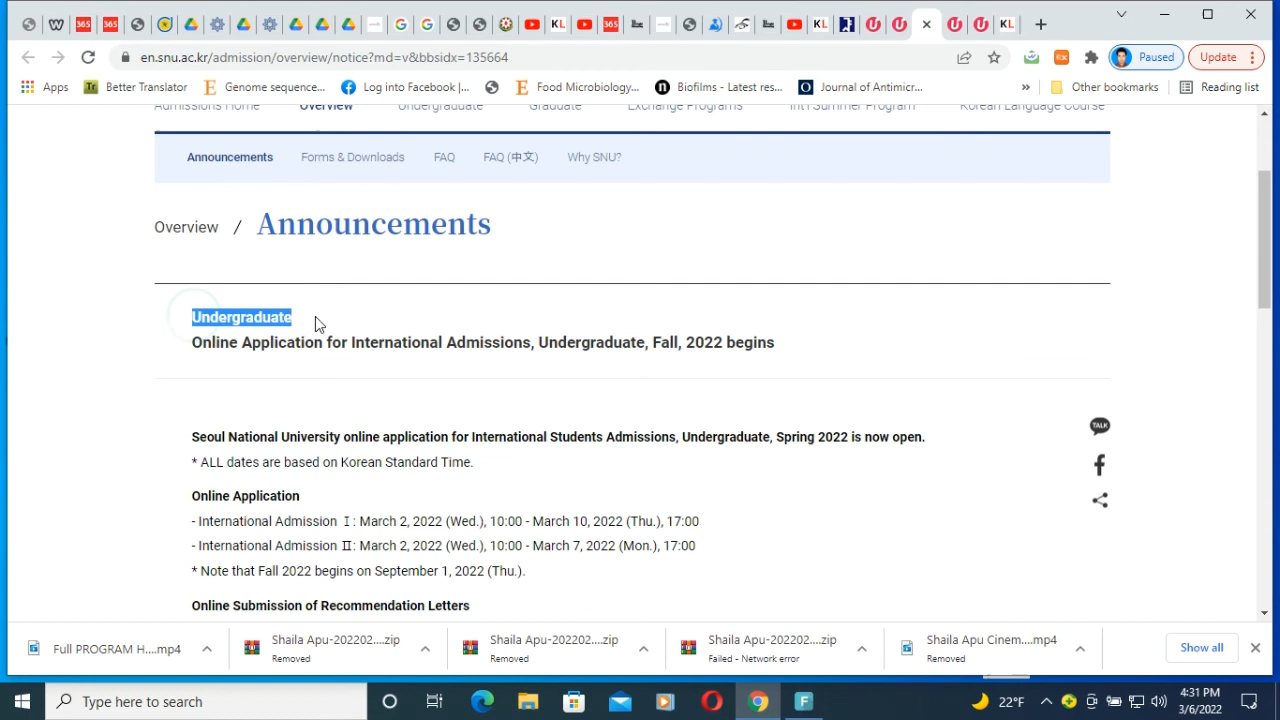 KL
365
KL
KL
en.snu.ac.kr/admission/overview/notice?md=v&bbsidx=135664
Paused
Update
Apps
Better Translator
Genome sequence...
Log into Facebook |...
Food Microbiology...
Biofilms - Latest res...
Journal of Antimicr...
»
Other bookmarks
Reading list
Admissions Home
Overview
Undergraduate
Graduate
Exchange Programs
Int'l Summer Program
Korean Language Course
Announcements
Forms & Downloads
FAQ
FAQ (中文)
Why SNU?
Overview / Announcements
Undergraduate
Online Application for International Admissions, Undergraduate, Fall, 2022 begins
Seoul National University online application for International Students Admissions, Undergraduate, Spring 2022 is now open.
* ALL dates are based on Korean Standard Time.
TALK
Online Application
- International Admission Ⅰ: March 2, 2022 (Wed.), 10:00 - March 10, 2022 (Thu.), 17:00
- International Admission Ⅱ: March 2, 2022 (Wed.), 10:00 - March 7, 2022 (Mon.), 17:00
* Note that Fall 2022 begins on September 1, 2022 (Thu.).
Online Submission of Recommendation Letters
Full PROGRAM H....mp4
Shaila Apu-202202....zip
Removed
Shaila Apu-202202....zip
Removed
Shaila Apu-202202....zip
Failed - Network error
Shaila Apu Cinem....mp4
Removed
Show all
Type here to search
22°F
4:31 PM
3/6/2022